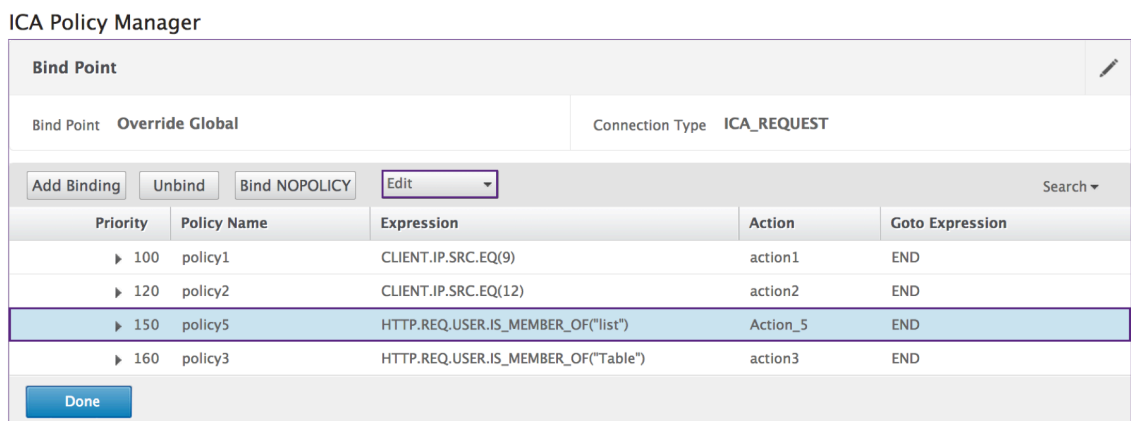 ICA Policy Manager
Bind Point
Bind Point Override Global Connection Type ICA_REQUEST
Add Binding Unbind Bind NOPOLICY Edit Search
Priority Policy Name Expression Action Goto Expression
100 policy1 CLIENT.IP.SRC.EQ(9) action1 END
120 policy2 CLIENT.IP.SRC.EQ(12) action2 END
150 policy5 HTTP.REQ.USER.IS_MEMBER_OF("list") Action_5 END
160 policy3 HTTP.REQ.USER.IS_MEMBER_OF("Table") action3 END
Done